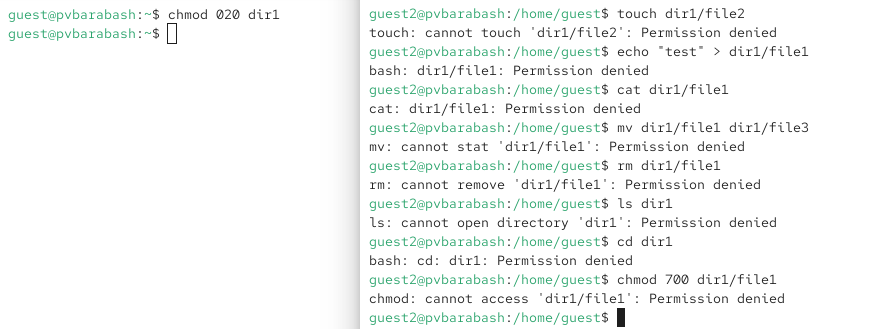 guest@pvbarabash:~$ chmod 020 dir1
guest@pvbarabash:~$
guest2@pvbarabash:/home/guest$ touch dir1/file2
touch: cannot touch 'dir1/file2': Permission denied
guest2@pvbarabash:/home/guest$ echo "test" > dir1/file1
bash: dir1/file1: Permission denied
guest2@pvbarabash:/home/guest$ cat dir1/file1
cat: dir1/file1: Permission denied
guest2@pvbarabash:/home/guest$ mv dir1/file1 dir1/file3
mv: cannot stat 'dir1/file1': Permission denied
guest2@pvbarabash:/home/guest$ rm dir1/file1
rm: cannot remove 'dir1/file1': Permission denied
guest2@pvbarabash:/home/guest$ ls dir1
ls: cannot open directory 'dir1': Permission denied
guest2@pvbarabash:/home/guest$ cd dir1
bash: cd: dir1: Permission denied
guest2@pvbarabash:/home/guest$ chmod 700 dir1/file1
chmod: cannot access 'dir1/file1': Permission denied
guest2@pvbarabash:/home/guest$